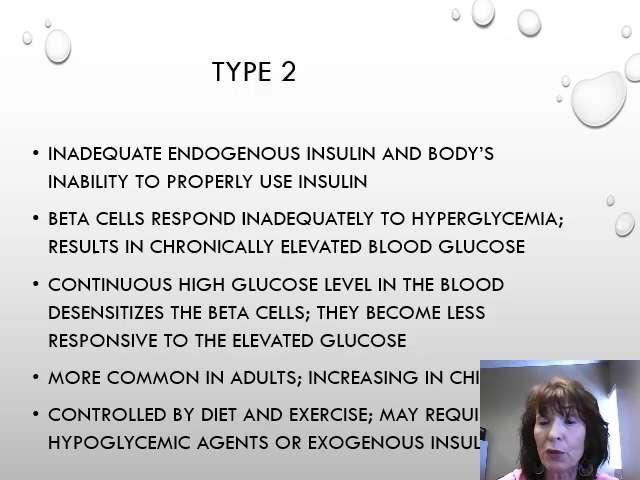 TYPE 2
• INADEQUATE ENDOGENOUS INSULIN AND BODY'S
INABILITY TO PROPERLY USE INSULIN
• BETA CELLS RESPOND INADEQUATELY TO HYPERGLYCEMIA;
RESULTS IN CHRONICALLY ELEVATED BLOOD GLUCOSE
• CONTINUOUS HIGH GLUCOSE LEVEL IN THE BLOOD
DESENSITIZES THE BETA CELLS; THEY BECOME LESS
RESPONSIVE TO THE ELEVATED GLUCOSE
• MORE COMMON IN ADULTS; INCREASING IN CHI
• CONTROLLED BY DIET AND EXERCISE; MAY REQUI
HYPOGLYCEMIC AGENTS OR EXOGENOUS INSUL